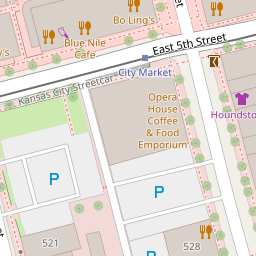 Bo Ling's
Blue Nile
Cafe
East 5th Street
City Market
Kansas City Streetcar
Opera
House
Coffee
& Food
Emporium
P
P
P
521
528